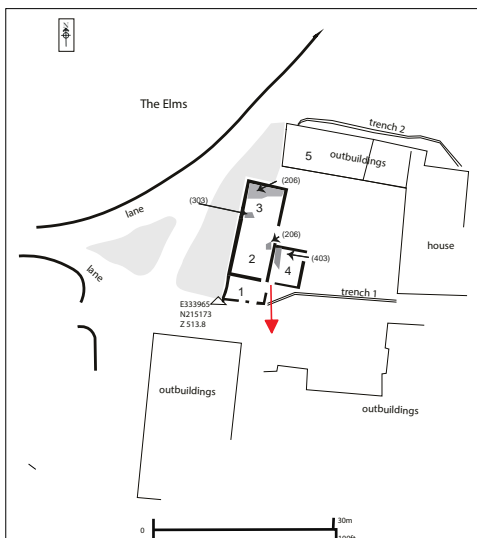 N
The Elms
trench 2
5
outbuildings
(206)
3
(303)
lane
(206)
house
2
4
(403)
lane
1
trench 1
E333965
N215173
Z 513.8
outbuildings
outbuildings
30m
0
100ft